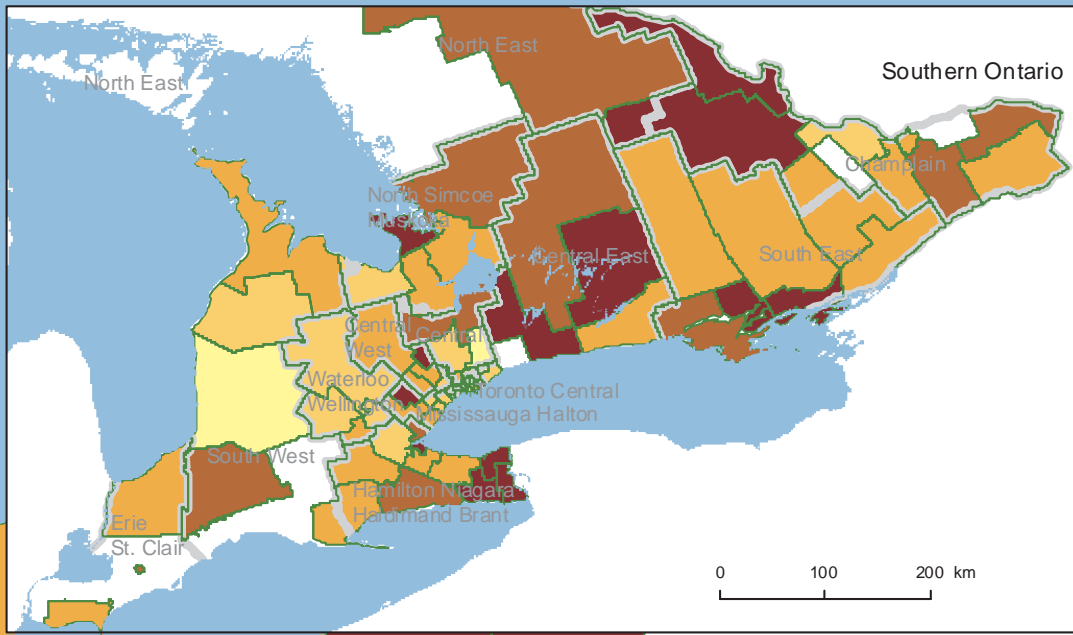 North East
Southern Ontario
North East
Champlain
North Simcoe
Muskoka
Central East
South East
Central
West
Central
Waterloo
Wellington
Toronto Central
Mississauga Halton
South West
Hamilton Niagara
Haldimand Brant
Erie
St. Clair
0 100 200 km